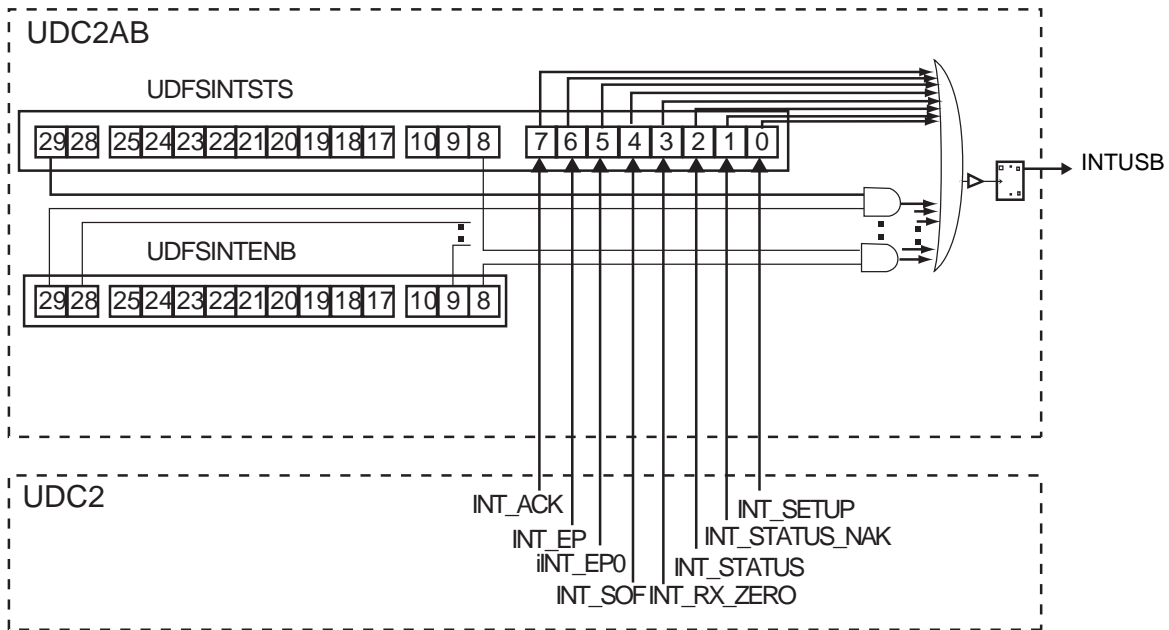 UDC2AB
UDFSINTSTS
29 28 25 24 23 22 21 20 19 18 17 10 9 8 7 6 5 4 3 2 1 0
INTUSB
UDFSINTENB
29 28 25 24 23 22 21 20 19 18 17 10 9 8
UDC2
INT_ACK
INT_SETUP
INT_EP
INT_STATUS_NAK
iINT_EP0
INT_STATUS
INT_SOF
INT_RX_ZERO